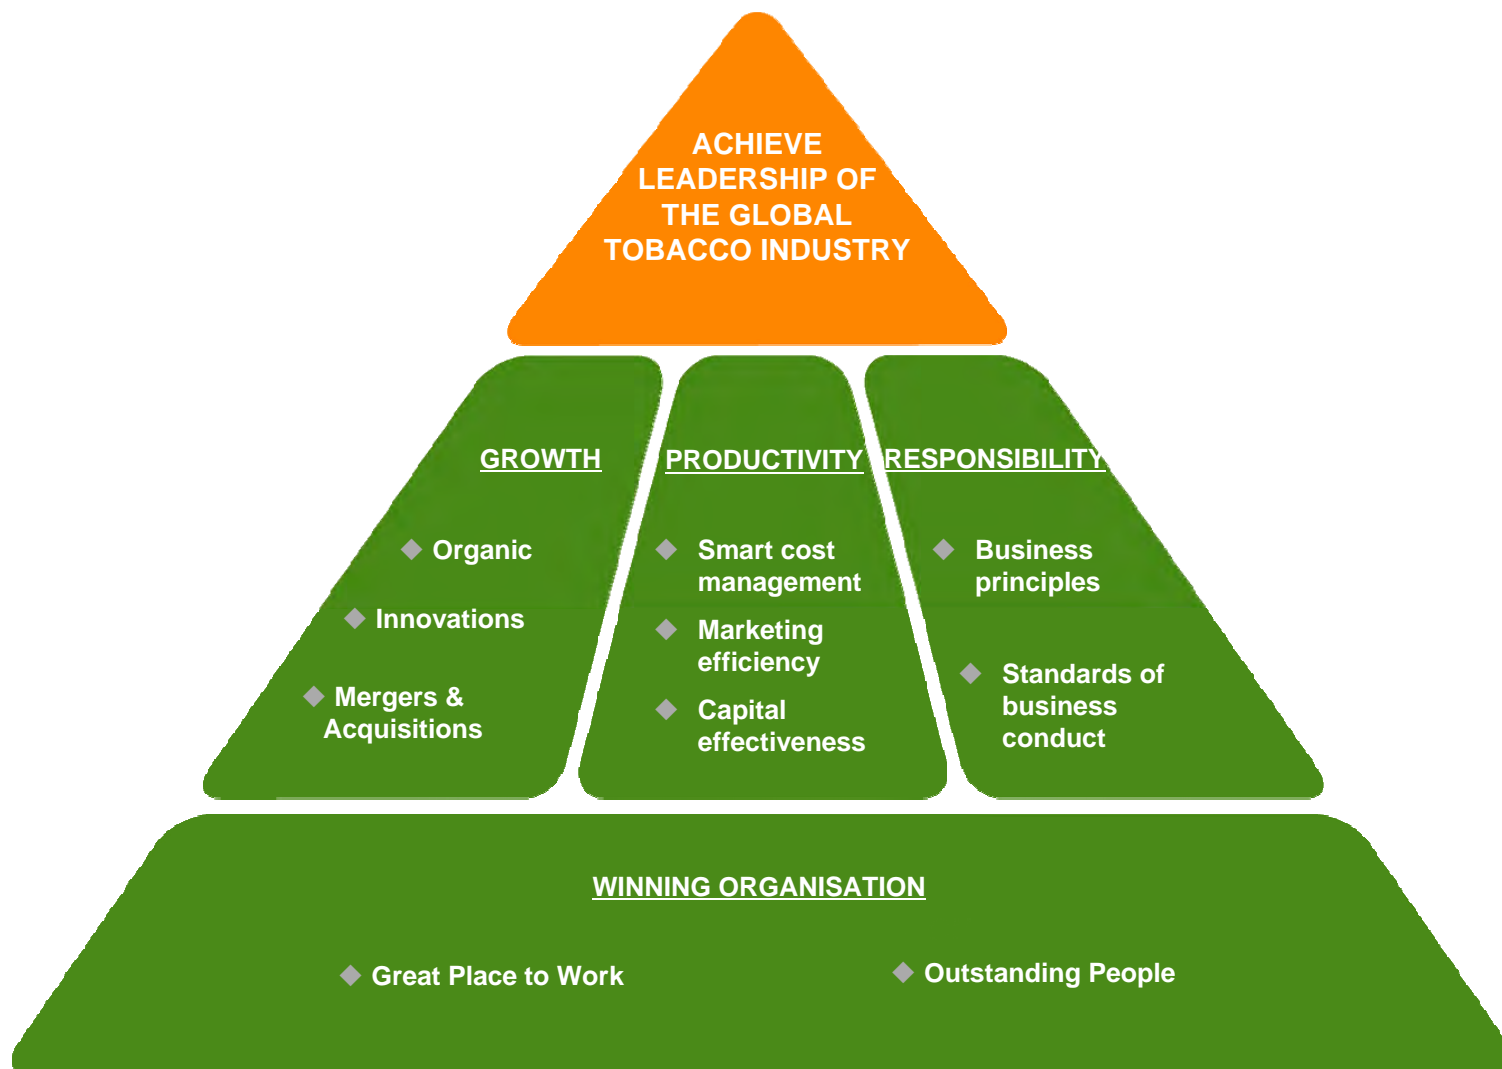 ACHIEVE
LEADERSHIP OF
THE GLOBAL
TOBACCO INDUSTRY
GROWTH
Organic
Innovations
Mergers &
Acquisitions
PRODUCTIVITY
Smart cost
management
Marketing
efficiency
Capital
effectiveness
RESPONSIBILITY
Business
principles
Standards of
business
conduct
WINNING ORGANISATION
Great Place to Work
Outstanding People